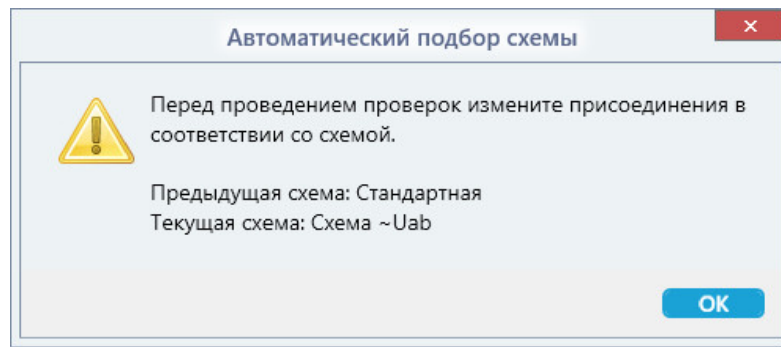 Автоматический подбор схемы
Перед проведением проверок измените присоединения в
соответствии со схемой.
Предыдущая схема: Стандартная
Текущая схема: Схема ~Uab
OK